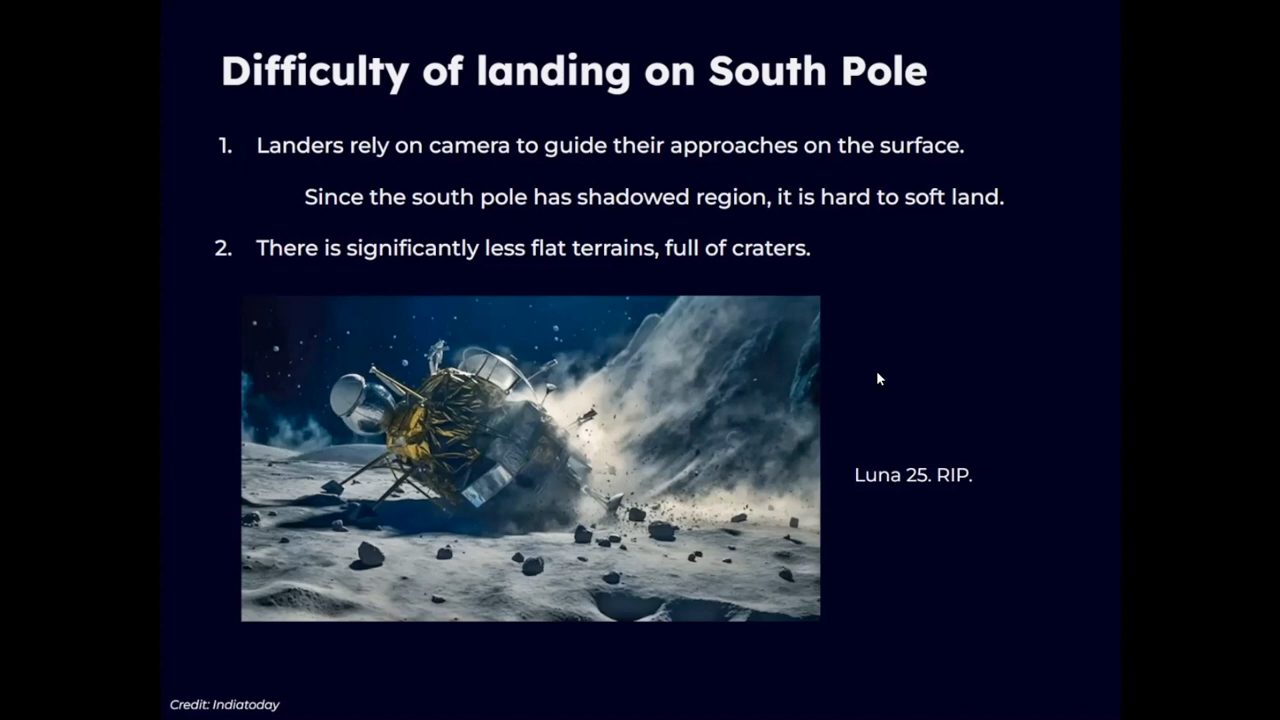 Difficulty of landing on South Pole
1. Landers rely on camera to guide their approaches on the surface.
Since the south pole has shadowed region, it is hard to soft land.
2. There is significantly less flat terrains, full of craters.
Luna 25. RIP.
Credit: Indiatoday